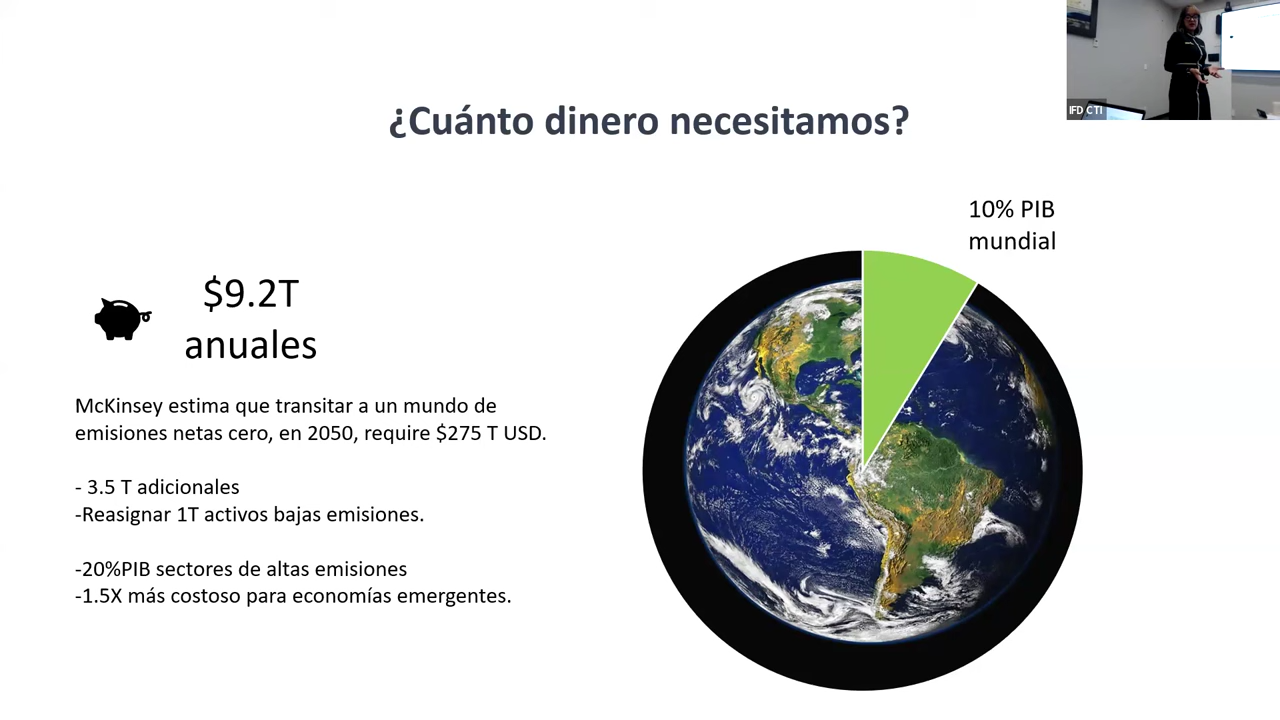 IFD CTI
¿Cuánto dinero necesitamos?
10% PIB
mundial
$9.2T
anuales
McKinsey estima que transitar a un mundo de
emisiones netas cero, en 2050, require $275 T USD.
- 3.5 T adicionales
-Reasignar 1T activos bajas emisiones.
-20%PIB sectores de altas emisiones
-1.5X más costoso para economías emergentes.